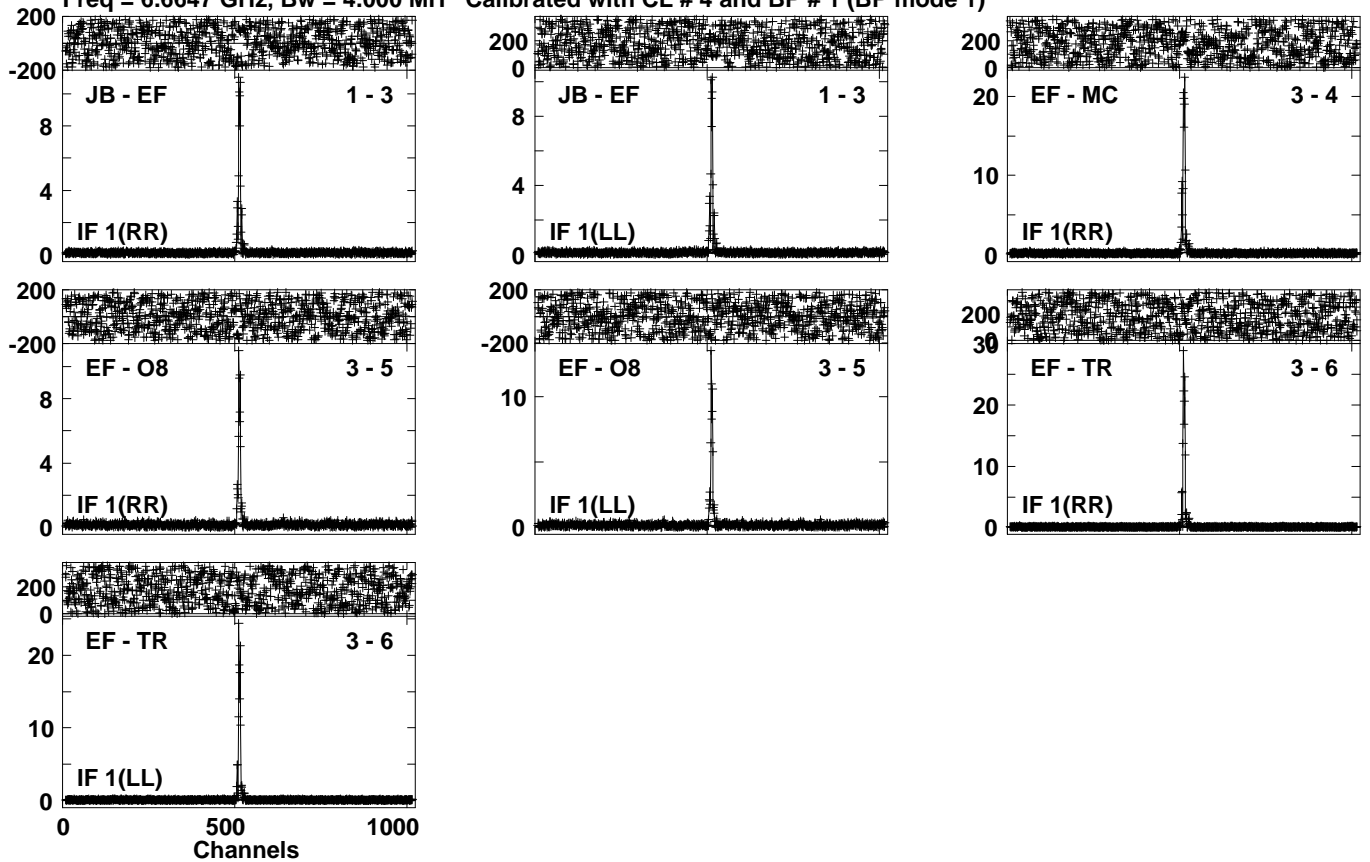 Freq = 6.6647 GHz, Bw = 4.000 MH Calibrated with CL # 4 and BP # 1 (BP mode 1)
200
-200
JB - EF 1 - 3
8
4
0
IF 1(RR)
JB - EF 1 - 3
8
4
0
IF 1(LL)
200
0
EF - MC 3 - 4
20
10
0
IF 1(RR)
200
-200
EF - O8 3 - 5
8
4
0
IF 1(RR)
200
-200
EF - O8 3 - 5
10
0
IF 1(LL)
200
0
30
EF - TR 3 - 6
20
10
0
IF 1(RR)
200
0
EF - TR 3 - 6
20
10
0
IF 1(LL)
0 500 1000
Channels